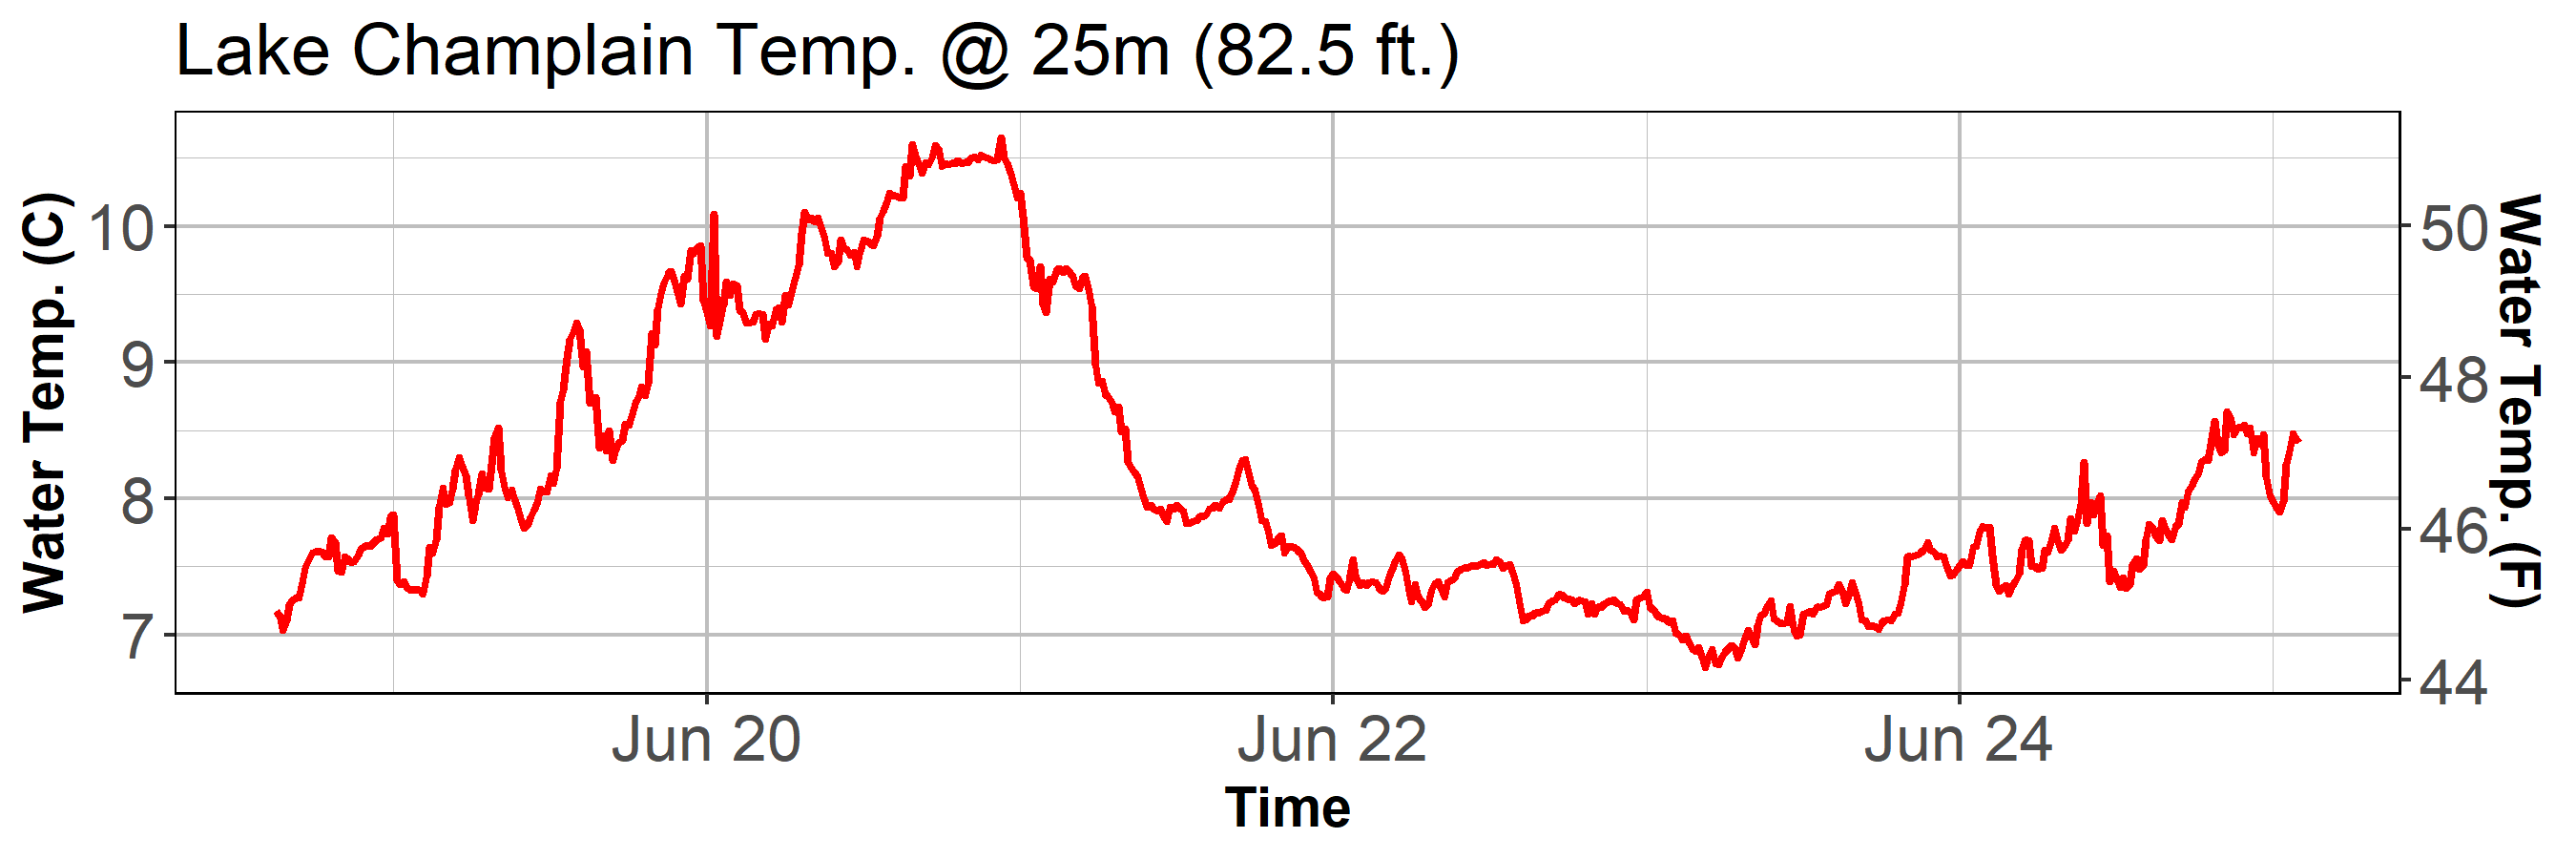 Lake Champlain Temp. @ 25m (82.5 ft.)
Water Temp. (C)
10
9
8
7
50
48
46
44
Water Temp. (F)
Jun 20
Jun 22
Jun 24
Time